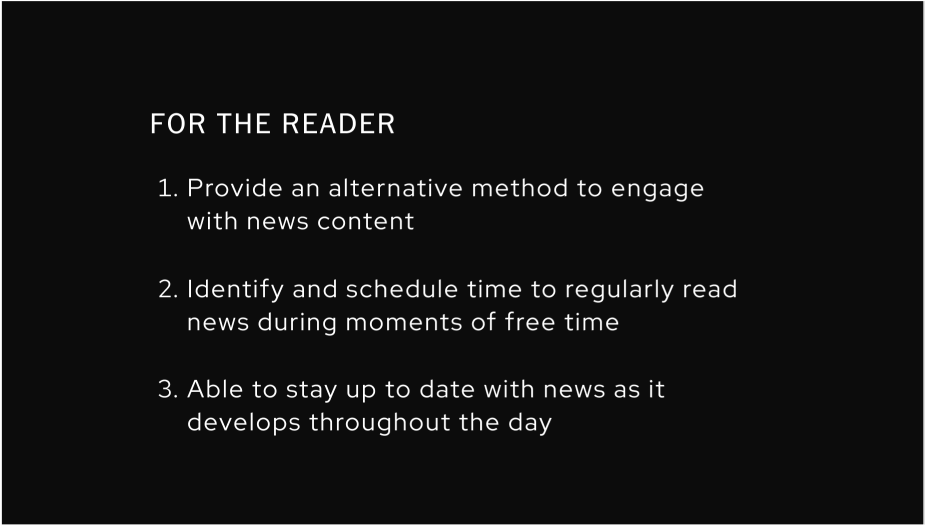 FOR THE READER
1. Provide an alternative method to engage
with news content
2. Identify and schedule time to regularly read
news during moments of free time
3. Able to stay up to date with news as it
develops throughout the day